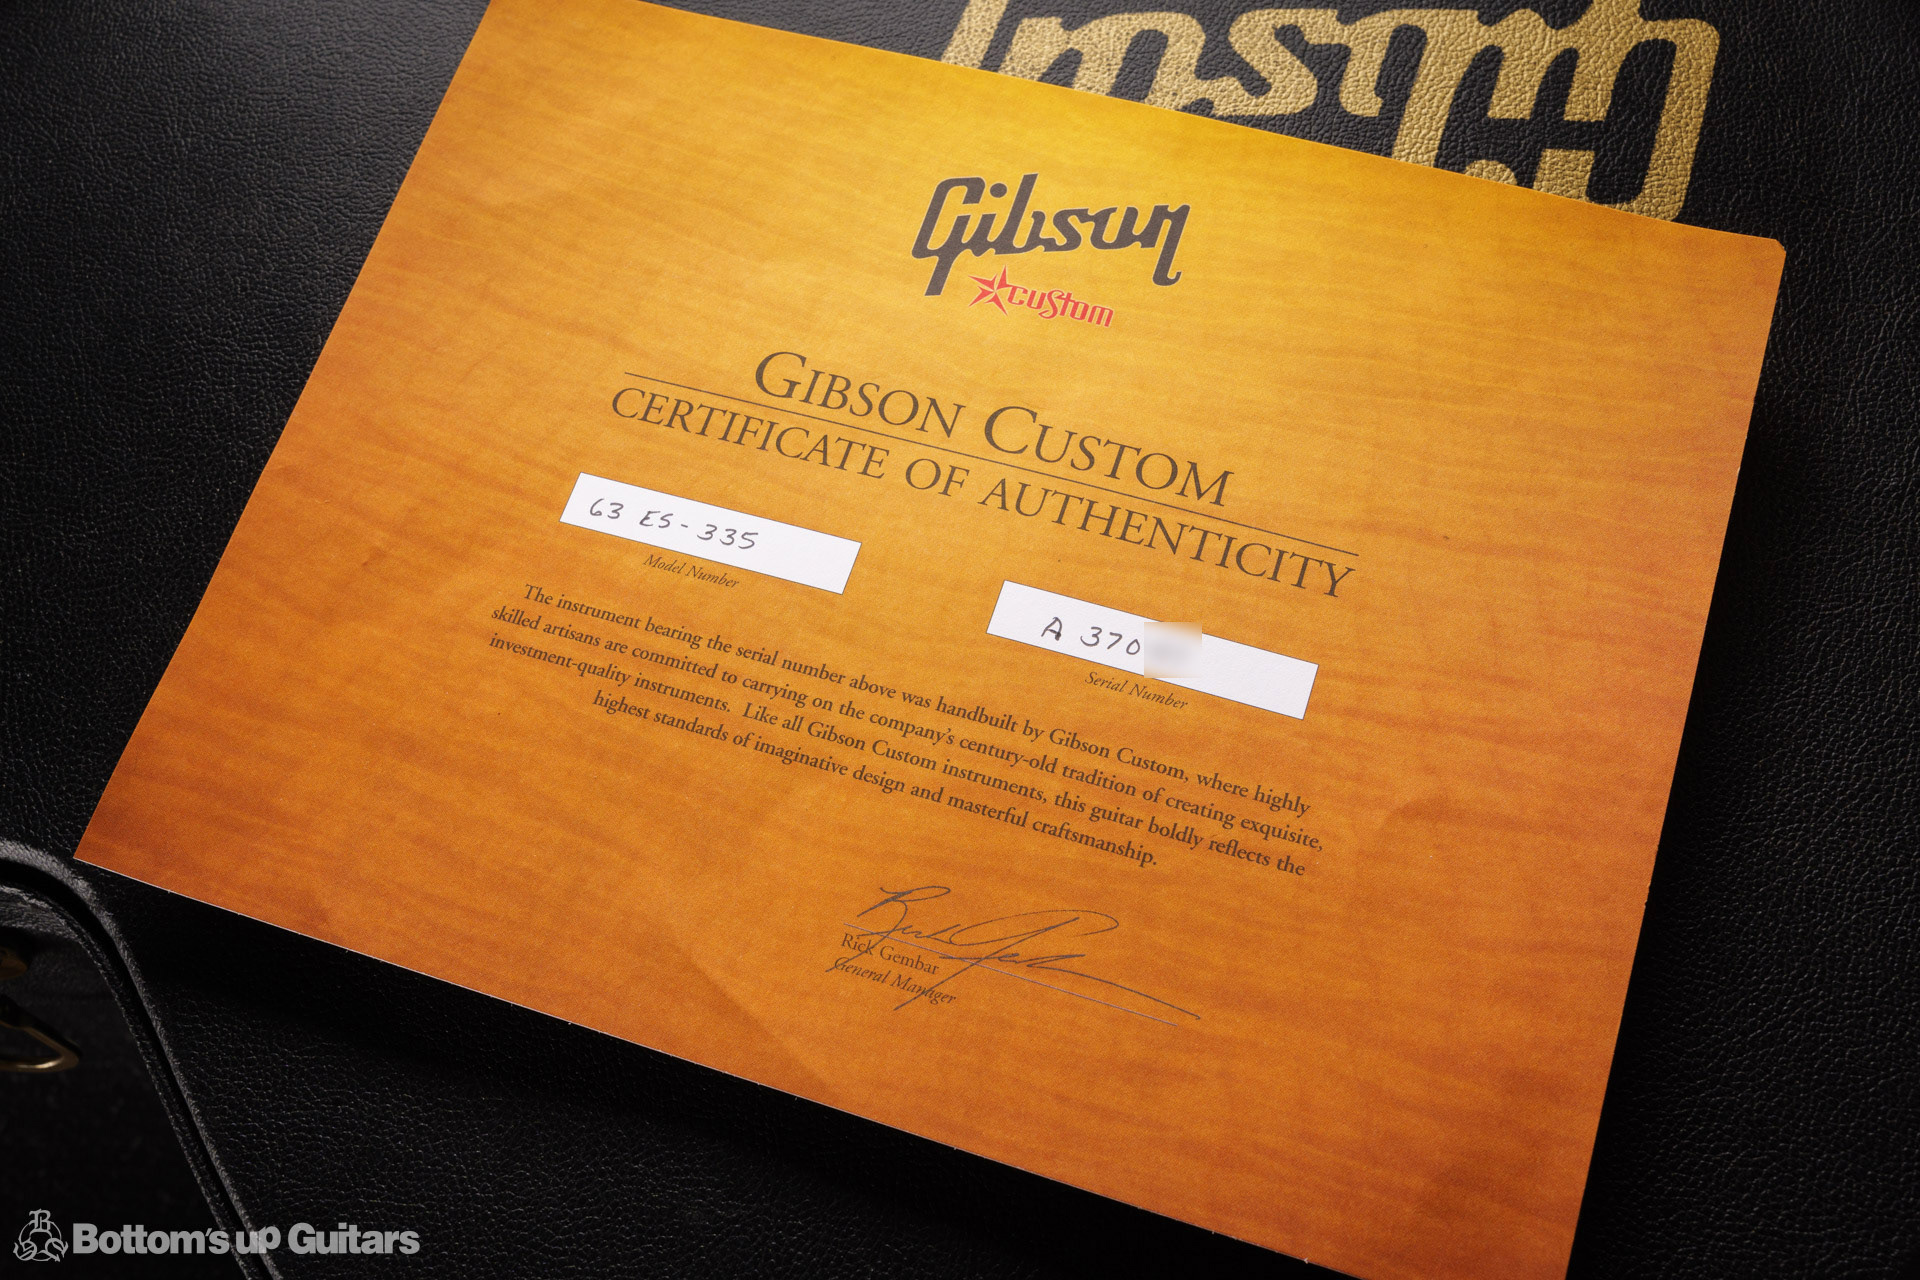 Gibson
Gibson
custom
GIBSON CUSTOM
CERTIFICATE OF AUTHENTICITY
63 ES-335
Model Number
A 370
Serial Number
The instrument bearing the serial number above was handbuilt by Gibson Custom, where highly
skilled artisans are committed to carrying on the company's century-old tradition of creating exquisite,
investment-quality instruments. Like all Gibson Custom instruments, this guitar boldly reflects the
highest standards of imaginative design and masterful craftsmanship.
Rick Gembar
General Manager
Bottom's up Guitars